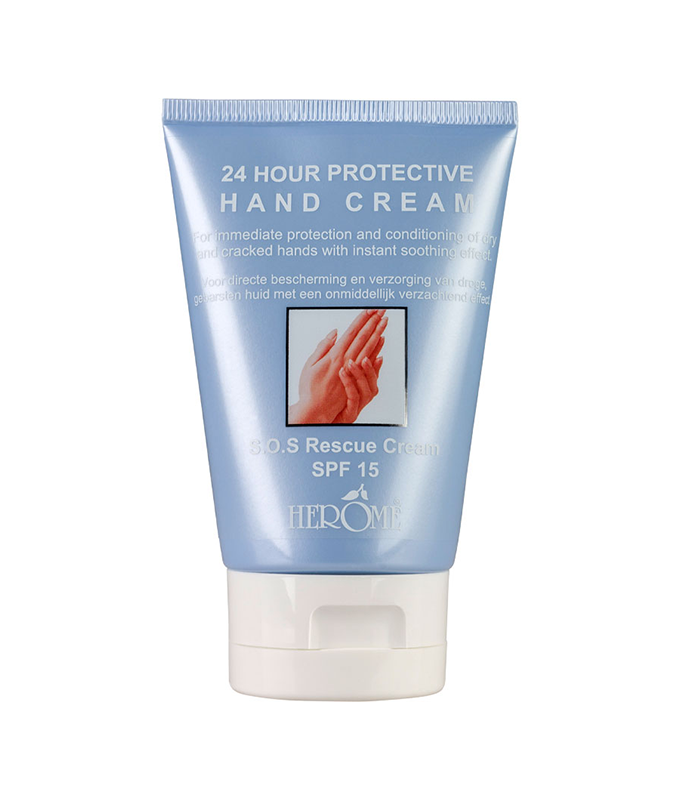 24 HOUR PROTECTIVE
HAND CREAM
For immediate protection and conditioning of dry
and cracked hands with instant soothing effect.
Voor directe bescherming en verzorging van droge,
gebarsten huid met een onmiddellijk verzachtend effect.
S.O.S Rescue Cream
SPF 15
HERÔME